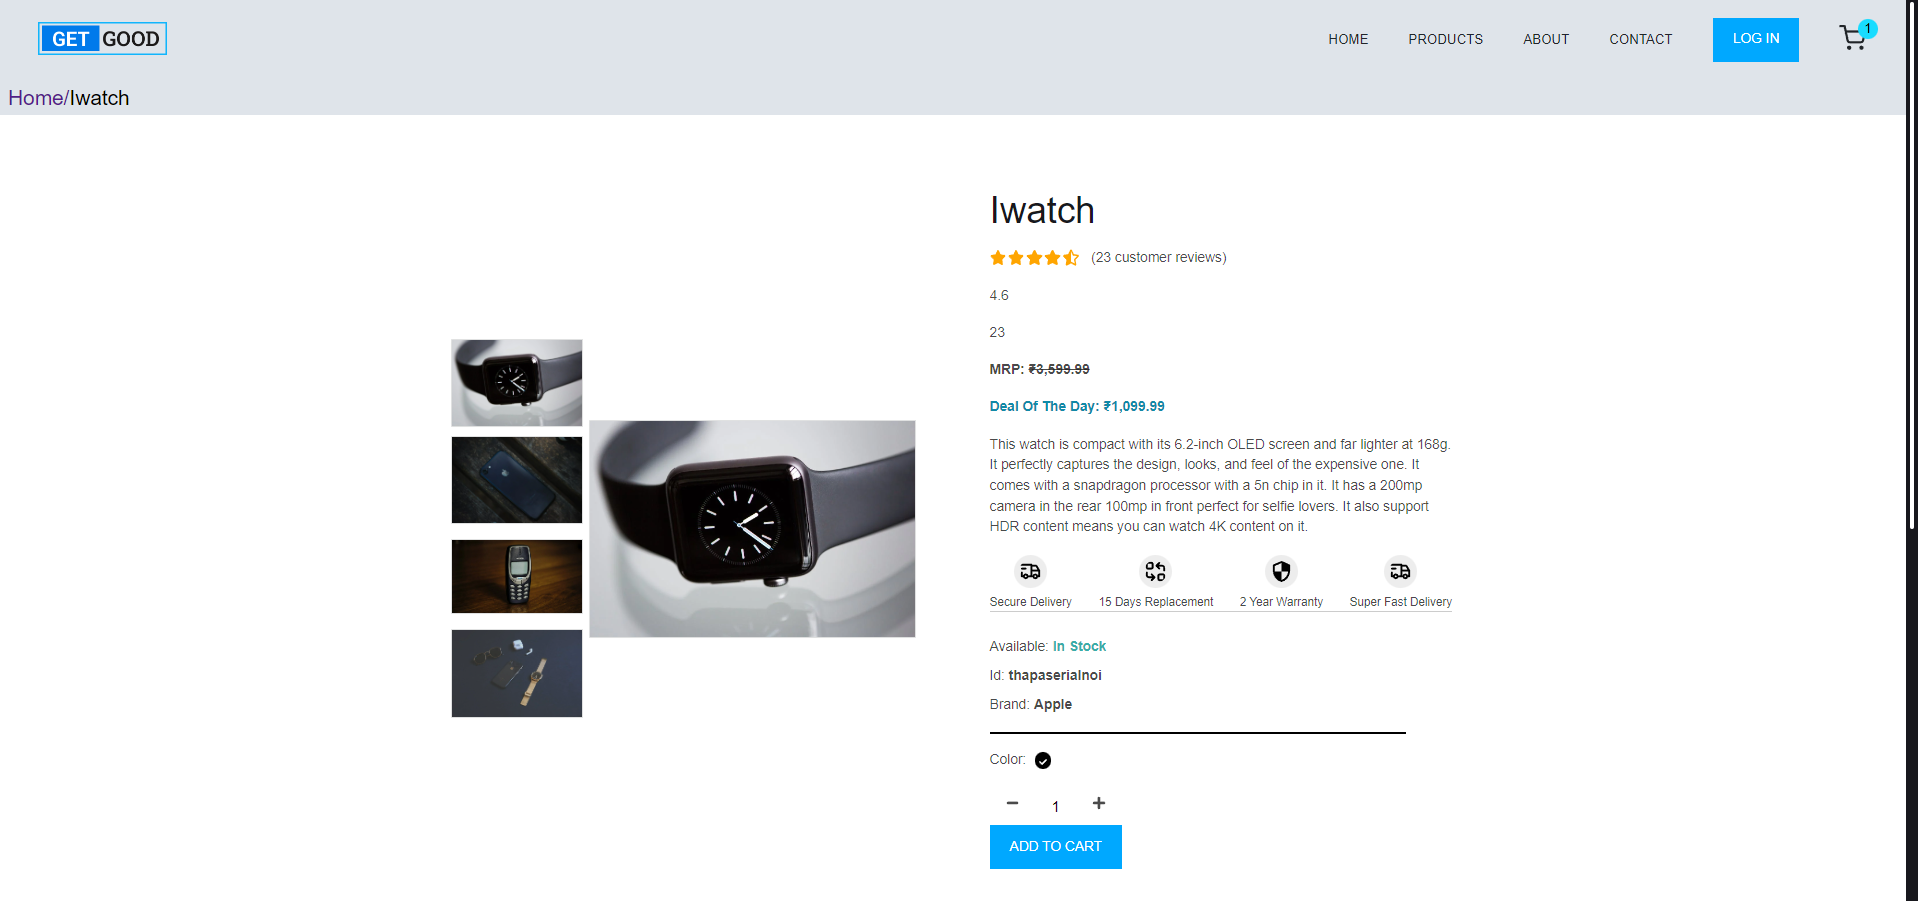 GET GOOD
HOME PRODUCTS ABOUT CONTACT LOG IN 1
Home/Iwatch
Iwatch
(23 customer reviews)
4.6
23
MRP: ₹3,599.99
Deal Of The Day: ₹1,099.99
This watch is compact with its 6.2-inch OLED screen and far lighter at 168g.
It perfectly captures the design, looks, and feel of the expensive one. It
comes with a snapdragon processor with a 5n chip in it. It has a 200mp
camera in the rear 100mp in front perfect for selfie lovers. It also support
HDR content means you can watch 4K content on it.
Secure Delivery 15 Days Replacement 2 Year Warranty Super Fast Delivery
Available: In Stock
Id: thapaserialnoi
Brand: Apple
Color:
1
ADD TO CART